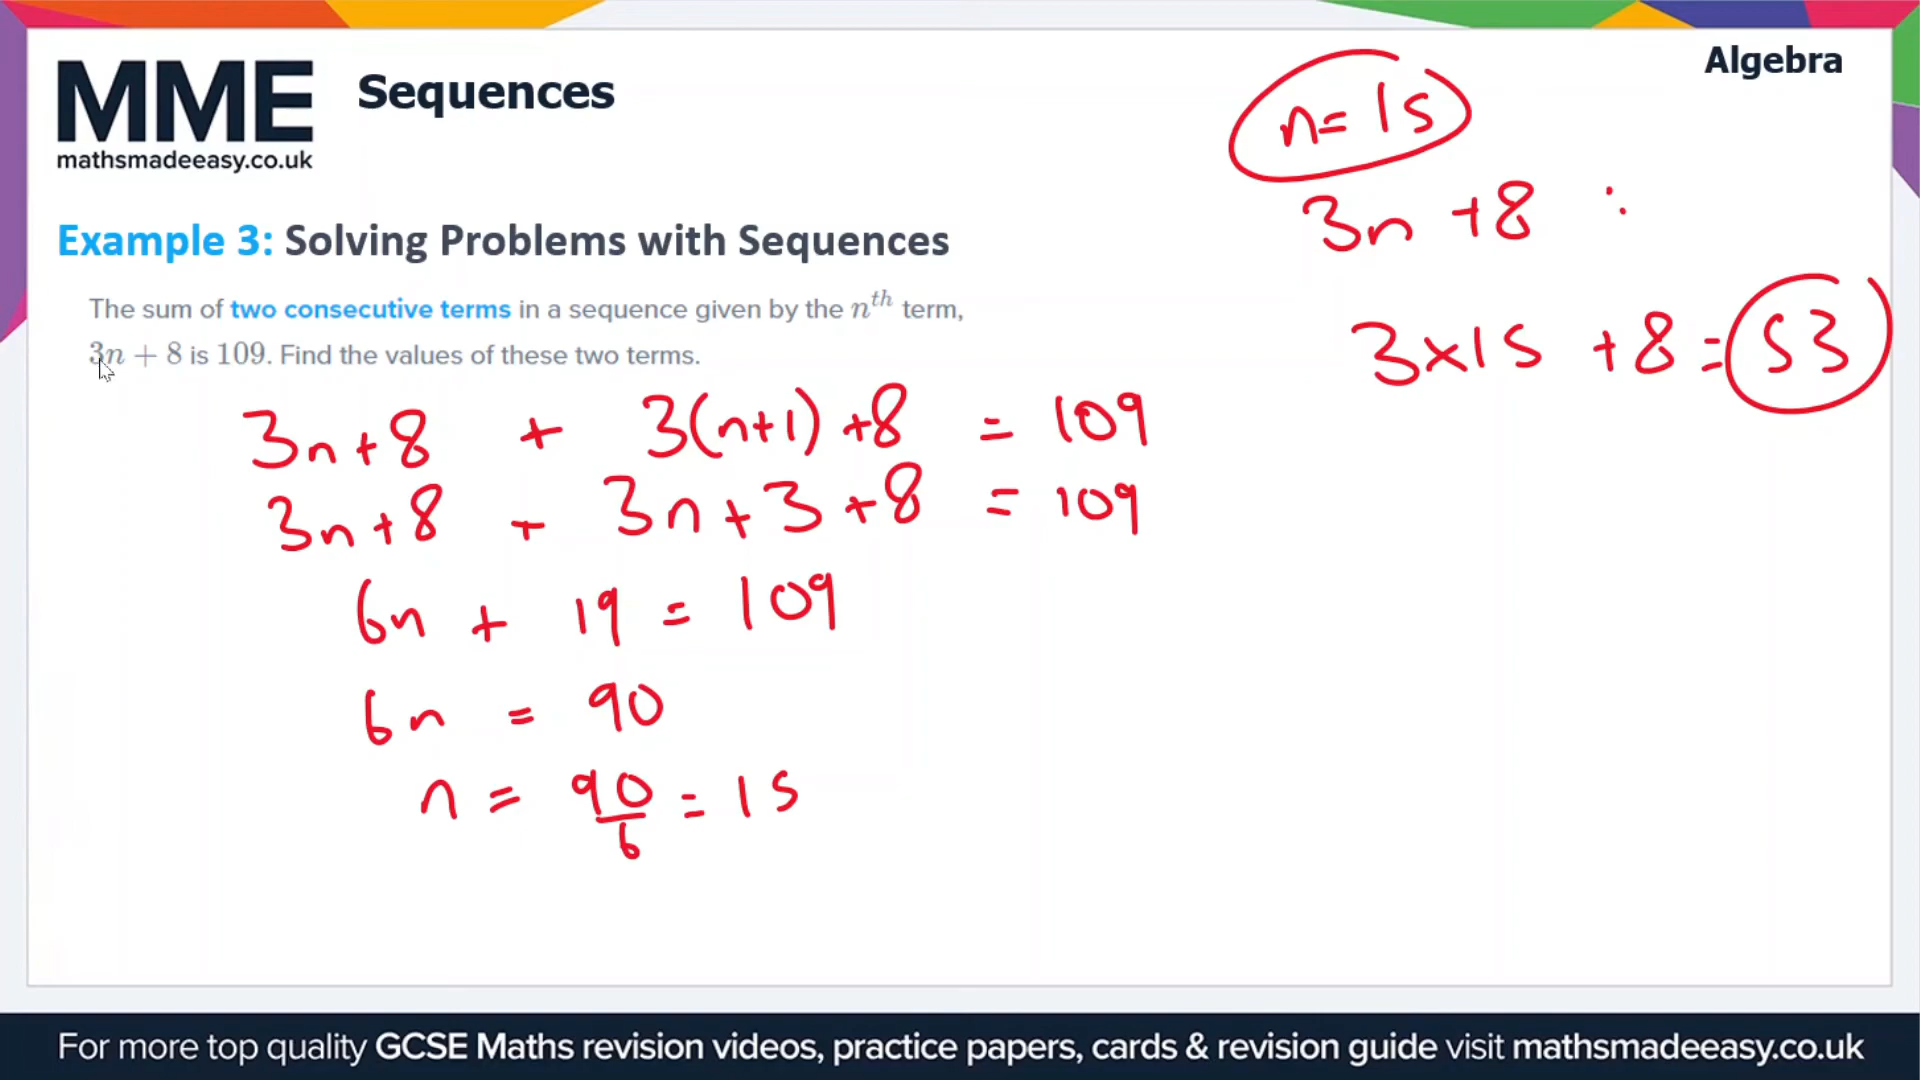 MME
mathsmadeeasy.co.uk
Sequences
Algebra
n = 15
3n + 8 :
3 × 15 + 8 = 53
Example 3: Solving Problems with Sequences
The sum of two consecutive terms in a sequence given by the n^th term,
3n + 8 is 109. Find the values of these two terms.
3n + 8 + 3(n+1) + 8 = 109
3n + 8 + 3n + 3 + 8 = 109
6n + 19 = 109
6n = 90
n = 90/6 = 15
For more top quality GCSE Maths revision videos, practice papers, cards & revision guide visit mathsmadeeasy.co.uk